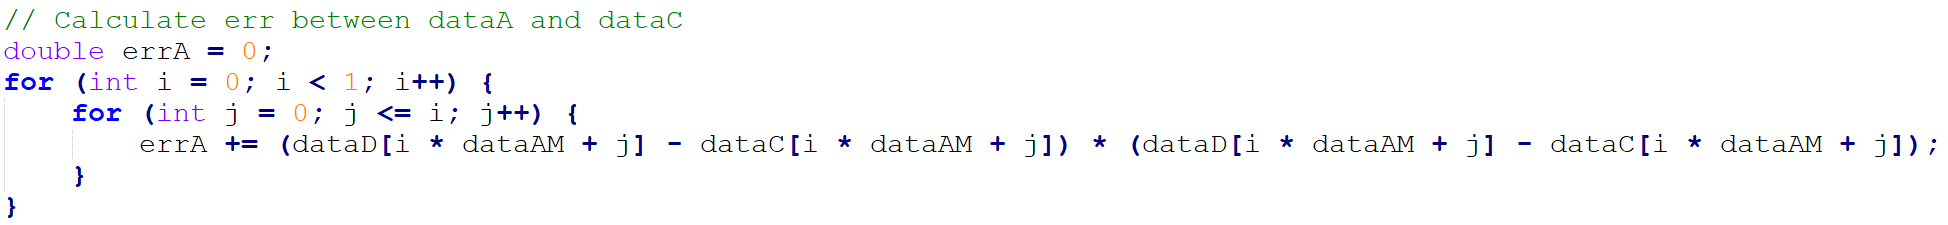 // Calculate err between dataA and dataC
double errA = 0;
for (int i = 0; i < 1; i++) {
    for (int j = 0; j <= i; j++) {
        errA += (dataD[i * dataAM + j] - dataC[i * dataAM + j]) * (dataD[i * dataAM + j] - dataC[i * dataAM + j]);
    }
}